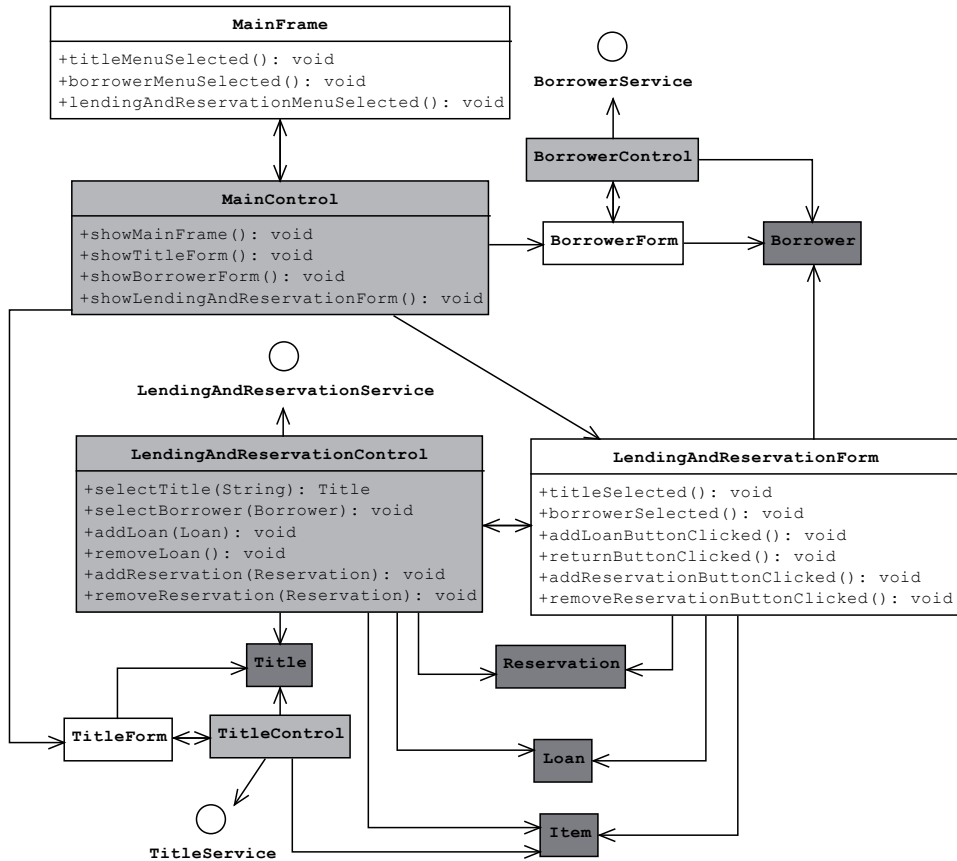 MainFrame
+titleMenuSelected(): void
+borrowerMenuSelected(): void
+lendingAndReservationMenuSelected(): void
BorrowerService
BorrowerControl
MainControl
+showMainFrame(): void
+showTitleForm(): void
+showBorrowerForm(): void
+showLendingAndReservationForm(): void
BorrowerForm
Borrower
LendingAndReservationService
LendingAndReservationControl
+selectTitle(String): Title
+selectBorrower(Borrower): void
+addLoan(Loan): void
+removeLoan(): void
+addReservation(Reservation): void
+removeReservation(Reservation): void
LendingAndReservationForm
+titleSelected(): void
+borrowerSelected(): void
+addLoanButtonClicked(): void
+returnButtonClicked(): void
+addReservationButtonClicked(): void
+removeReservationButtonClicked(): void
Title
Reservation
TitleForm
TitleControl
Loan
Item
TitleService